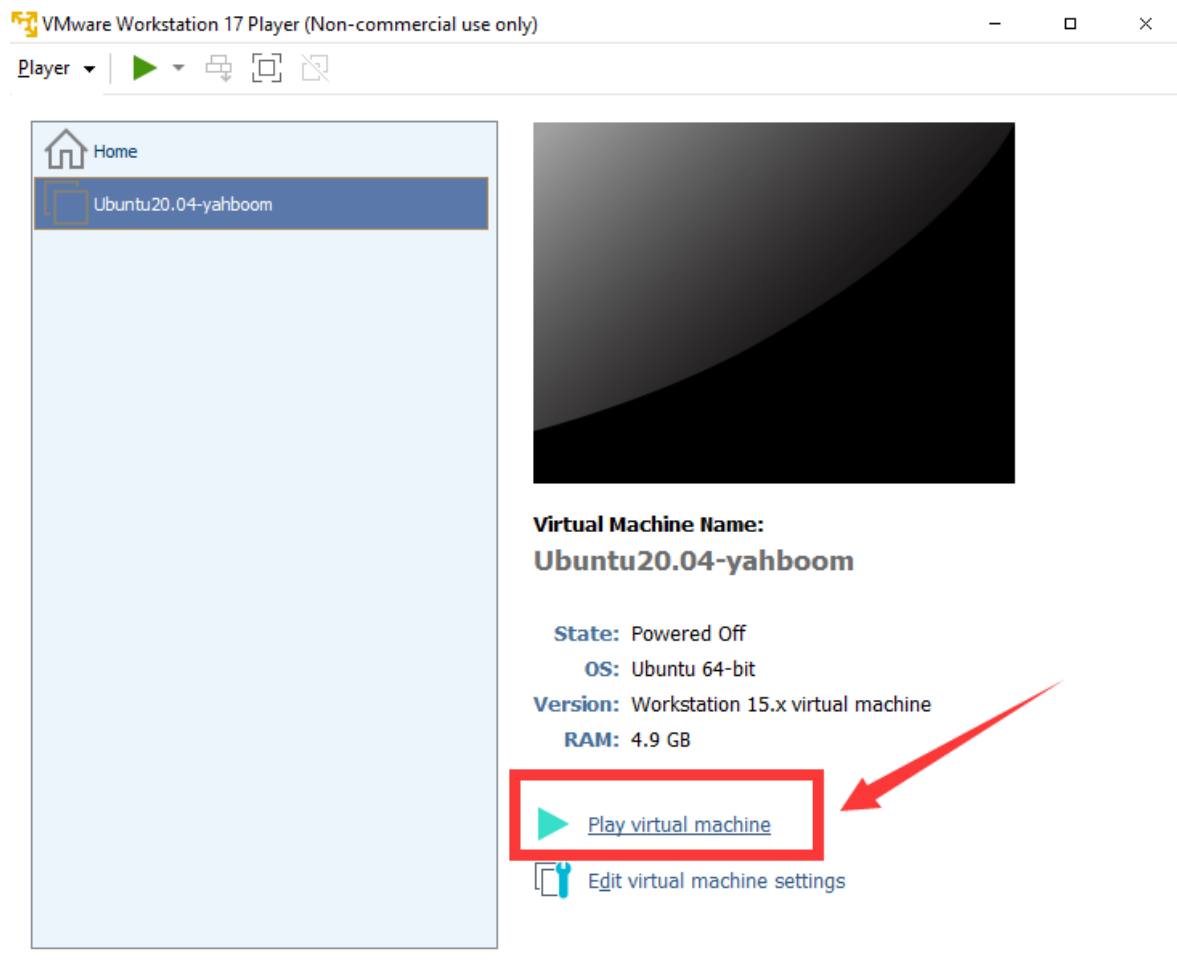 VMware Workstation 17 Player (Non-commercial use only)
Player
Home
Ubuntu20.04-yahboom
Virtual Machine Name:
Ubuntu20.04-yahboom
State: Powered Off
OS: Ubuntu 64-bit
Version: Workstation 15.x virtual machine
RAM: 4.9 GB
Play virtual machine
Edit virtual machine settings